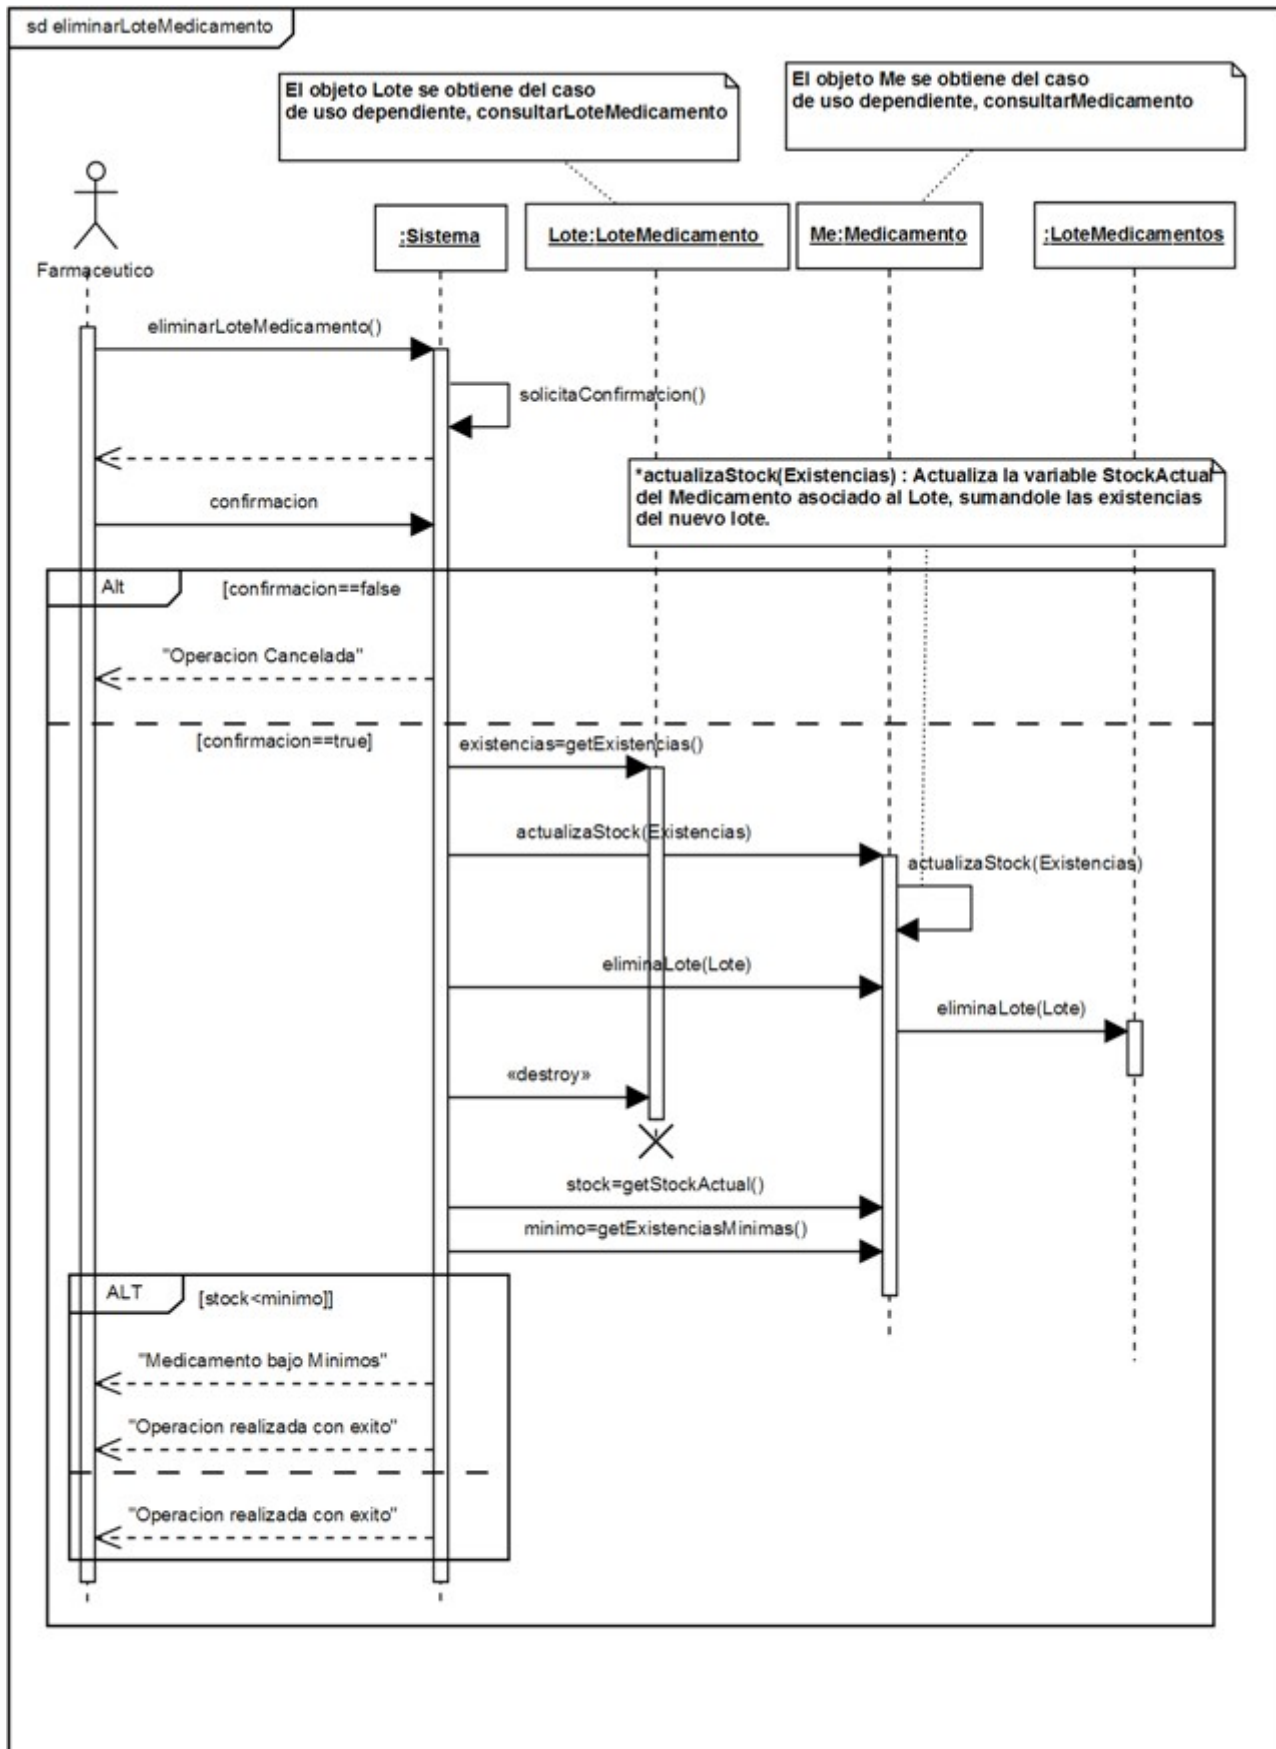 sd eliminarLoteMedicamento
El objeto Lote se obtiene del caso
de uso dependiente, consultarLoteMedicamento
El objeto Me se obtiene del caso
de uso dependiente, consultarMedicamento
Farmaceutico
:Sistema
Lote:LoteMedicamento
Me:Medicamento
:LoteMedicamentos
eliminarLoteMedicamento()
solicitaConfirmacion()
*actualizaStock(Existencias) : Actualiza la variable StockActual
del Medicamento asociado al Lote, sumandole las existencias
del nuevo lote.
confirmacion
Alt
[confirmacion==false
"Operacion Cancelada"
[confirmacion==true]
existencias=getExistencias()
actualizaStock(Existencias)
actualizaStock(Existencias)
eliminaLote(Lote)
eliminaLote(Lote)
«destroy»
stock=getStockActual()
minimo=getExistenciasMinimas()
ALT
[stock<minimo]]
"Medicamento bajo Minimos"
"Operacion realizada con exito"
"Operacion realizada con exito"